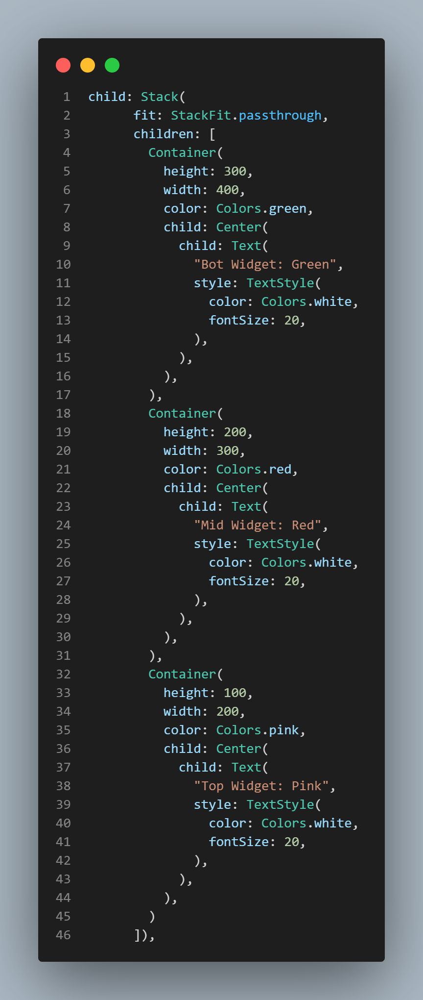 1 child: Stack(
2 fit: StackFit.passthrough,
3 children: [
4 Container(
5 height: 300,
6 width: 400,
7 color: Colors.green,
8 child: Center(
9 child: Text(
10 "Bot Widget: Green",
11 style: TextStyle(
12 color: Colors.white,
13 fontSize: 20,
14 ),
15 ),
16 ),
17 ),
18 Container(
19 height: 200,
20 width: 300,
21 color: Colors.red,
22 child: Center(
23 child: Text(
24 "Mid Widget: Red",
25 style: TextStyle(
26 color: Colors.white,
27 fontSize: 20,
28 ),
29 ),
30 ),
31 ),
32 Container(
33 height: 100,
34 width: 200,
35 color: Colors.pink,
36 child: Center(
37 child: Text(
38 "Top Widget: Pink",
39 style: TextStyle(
40 color: Colors.white,
41 fontSize: 20,
42 ),
43 ),
44 ),
45 )
46 ]),